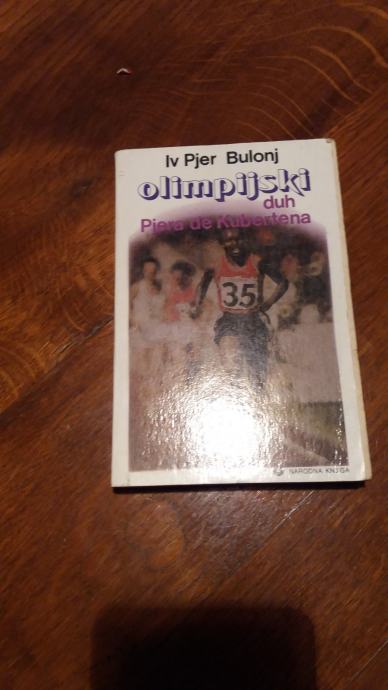 Iv Pjer Bulonj
olimpijski
duh
Pjera de Kubertena
35
NARODNA KNJIGA